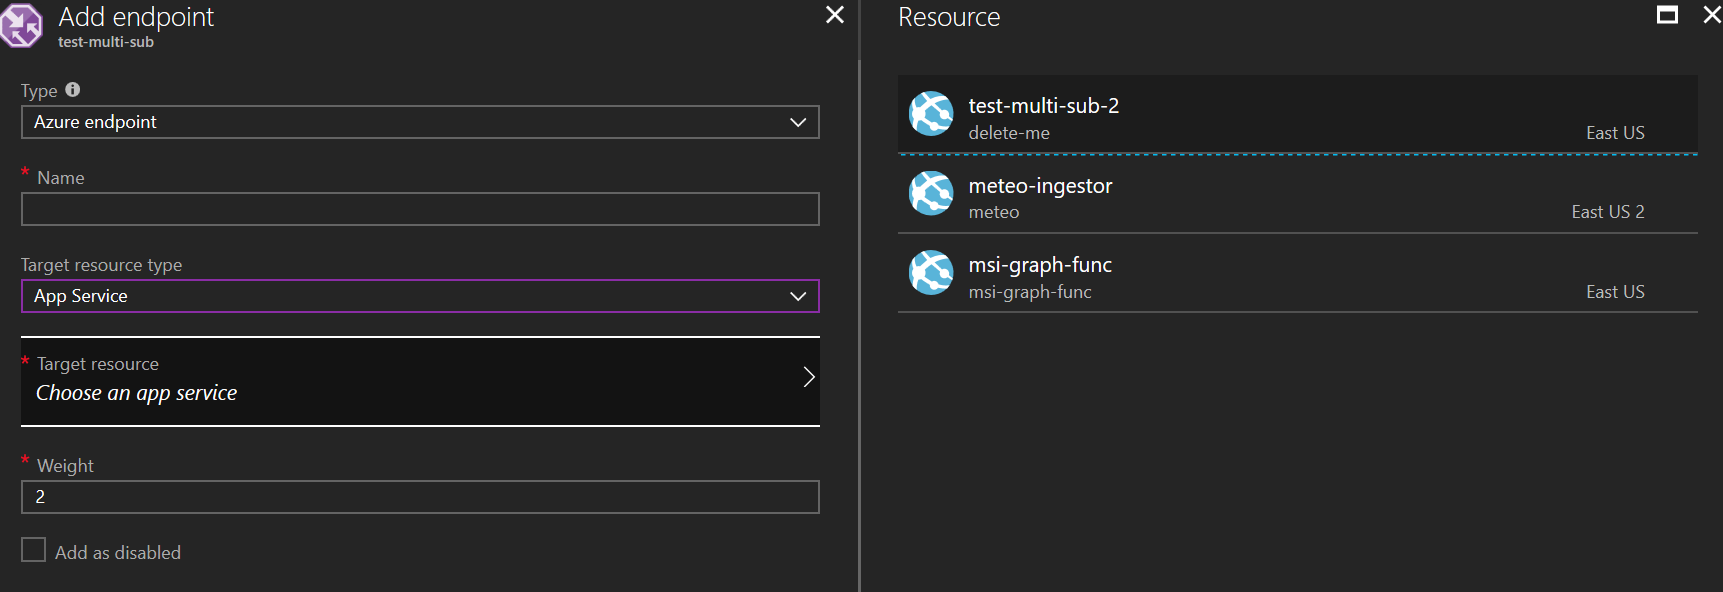 Add endpoint
test-multi-sub
Type
Azure endpoint
* Name
Target resource type
App Service
* Target resource
Choose an app service
* Weight
2
Add as disabled
Resource
test-multi-sub-2
delete-me
East US
meteo-ingestor
meteo
East US 2
msi-graph-func
msi-graph-func
East US